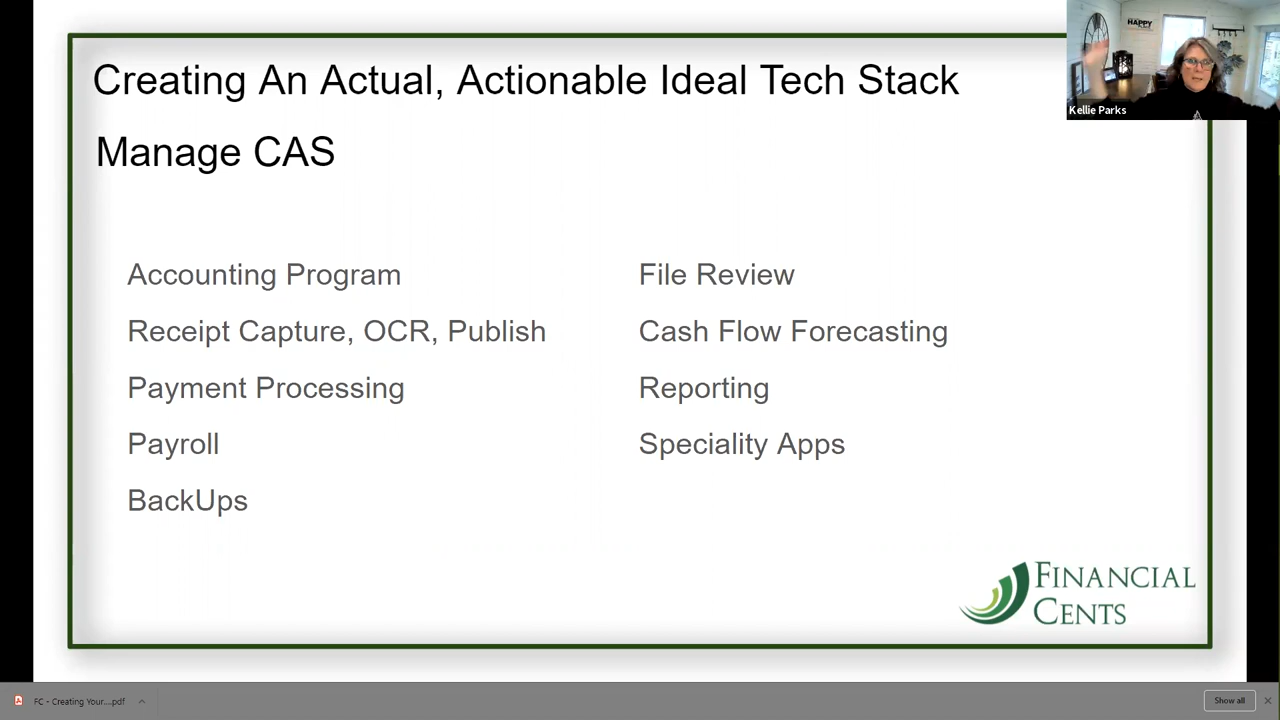 Creating An Actual, Actionable Ideal Tech Stack
Manage CAS
Accounting Program
Receipt Capture, OCR, Publish
Payment Processing
Payroll
BackUps
File Review
Cash Flow Forecasting
Reporting
Speciality Apps
FINANCIAL
CENTS
HAPPY
Kellie Parks
FC - Creating Your....pdf
Show all